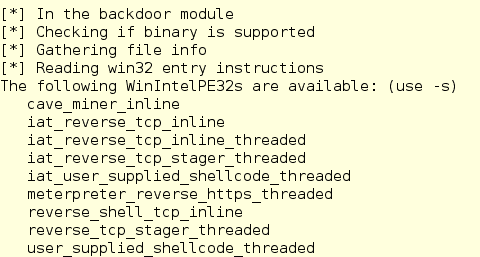 [*] In the backdoor module
[*] Checking if binary is supported
[*] Gathering file info
[*] Reading win32 entry instructions
The following WinIntelPE32s are available: (use -s)
cave_miner_inline
iat_reverse_tcp_inline
iat_reverse_tcp_inline_threaded
iat_reverse_tcp_stager_threaded
iat_user_supplied_shellcode_threaded
meterpreter_reverse_https_threaded
reverse_shell_tcp_inline
reverse_tcp_stager_threaded
user_supplied_shellcode_threaded